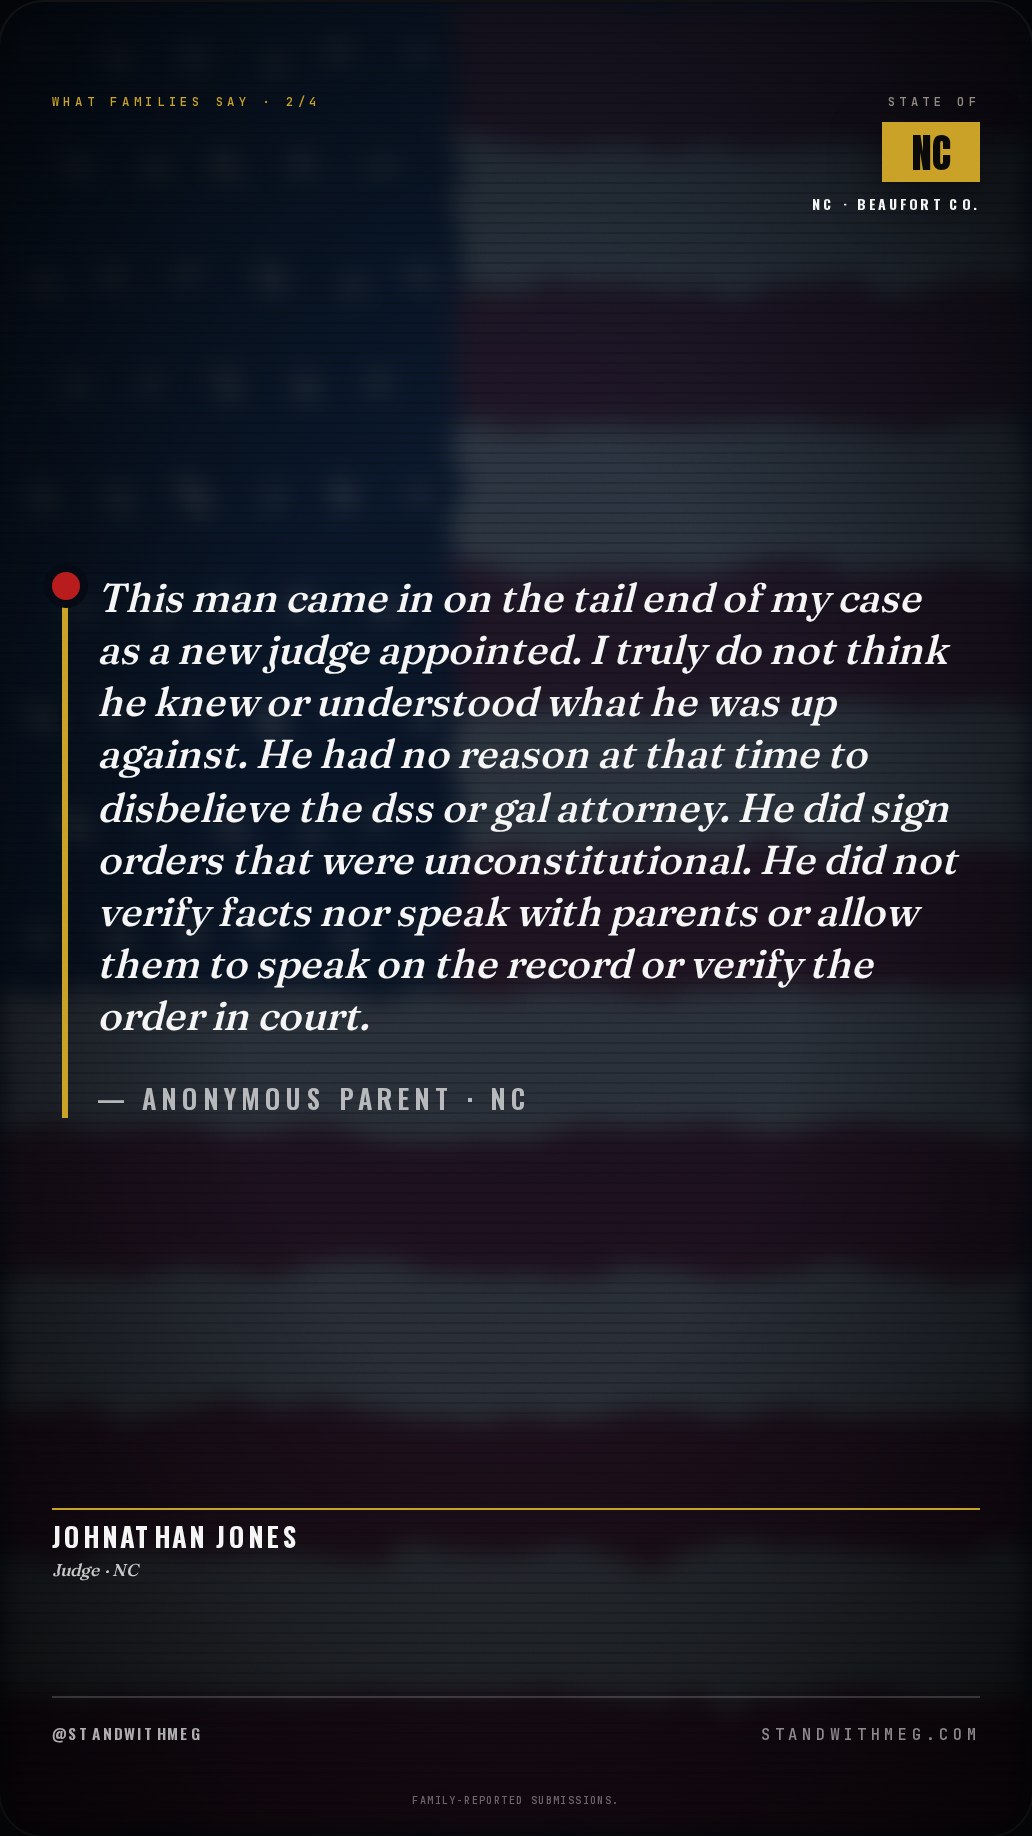 WHAT FAMILIES SAY · 2/4
STATE OF
NC
NC · BEAUFORT CO.
This man came in on the tail end of my case
as a new judge appointed. I truly do not think
he knew or understood what he was up
against. He had no reason at that time to
disbelieve the dss or gal attorney. He did sign
orders that were unconstitutional. He did not
verify facts nor speak with parents or allow
them to speak on the record or verify the
order in court.
— ANONYMOUS PARENT · NC
JOHNATHAN JONES
Judge · NC
@STANDWITHMEG
STANDWITHMEG.COM
FAMILY-REPORTED SUBMISSIONS.